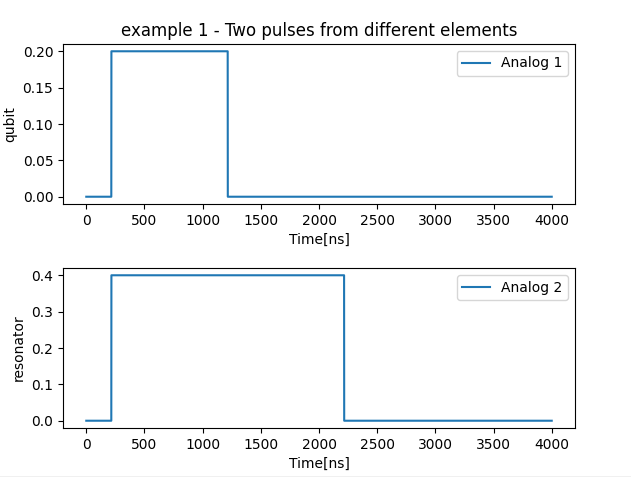 example 1 - Two pulses from different elements
0.20
0.15
0.10
0.05
0.00
qubit
Analog 1
0 500 1000 1500 2000 2500 3000 3500 4000
Time[ns]
0.4
0.3
0.2
0.1
0.0
resonator
Analog 2
0 500 1000 1500 2000 2500 3000 3500 4000
Time[ns]